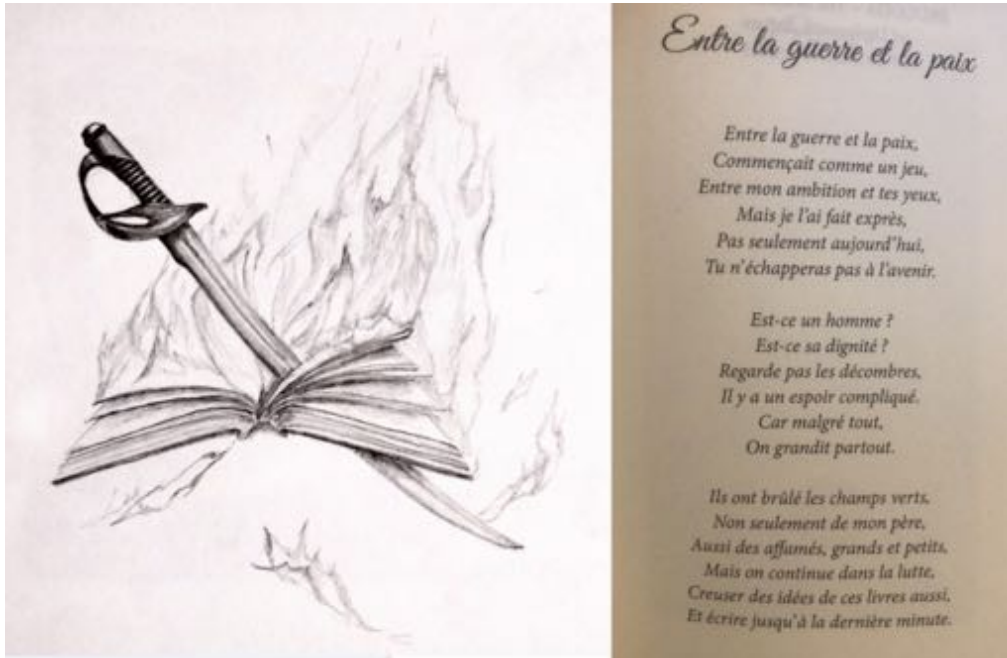 Entre la guerre et la paix
Entre la guerre et la paix,
Commençait comme un jeu,
Entre mon ambition et tes yeux,
Mais je l'ai fait exprès,
Pas seulement aujourd'hui,
Tu n'échapperas pas à l'avenir.
Est-ce un homme ?
Est-ce sa dignité ?
Regarde pas les décombres,
Il y a un espoir compliqué.
Car malgré tout,
On grandit partout.
Ils ont brûlé les champs verts,
Non seulement de mon père,
Aussi des affamés, grands et petits,
Mais on continue dans la lutte,
Creuser des idées de ces livres aussi,
Et écrire jusqu'à la dernière minute.